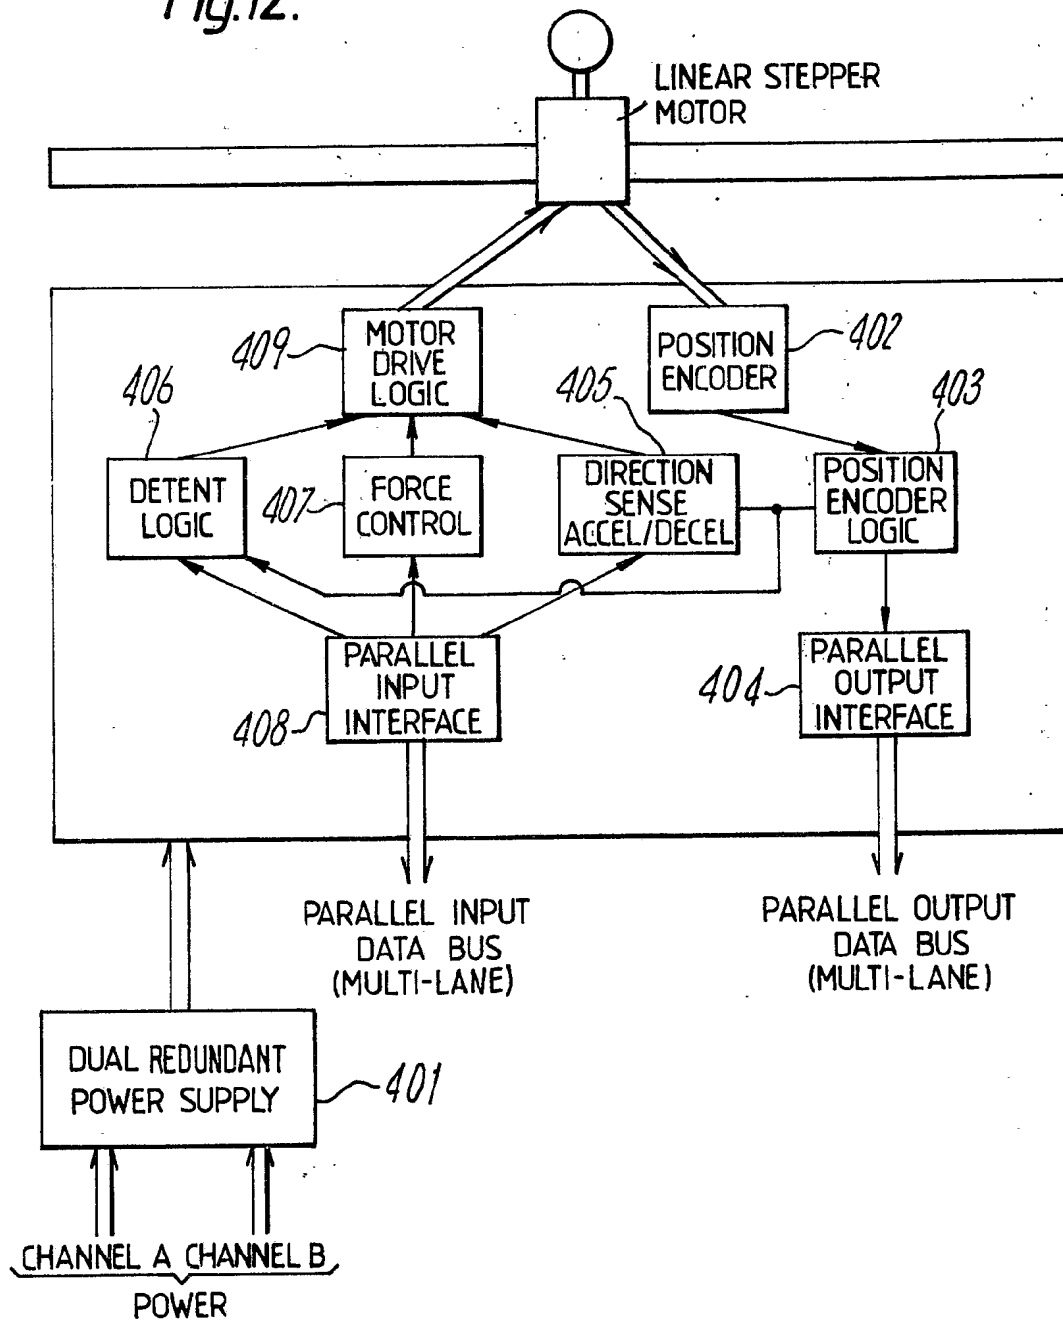 Fig.12.
LINEAR STEPPER
MOTOR
409
MOTOR
DRIVE
LOGIC
POSITION
ENCODER
402
406
405
403
DETENT
LOGIC
407
FORCE
CONTROL
DIRECTION
SENSE
ACCEL/DECEL
POSITION
ENCODER
LOGIC
408
PARALLEL
INPUT
INTERFACE
404
PARALLEL
OUTPUT
INTERFACE
PARALLEL INPUT
DATA BUS
(MULTI-LANE)
PARALLEL OUTPUT
DATA BUS
(MULTI-LANE)
DUAL REDUNDANT
POWER SUPPLY
401
CHANNEL A CHANNEL B
POWER